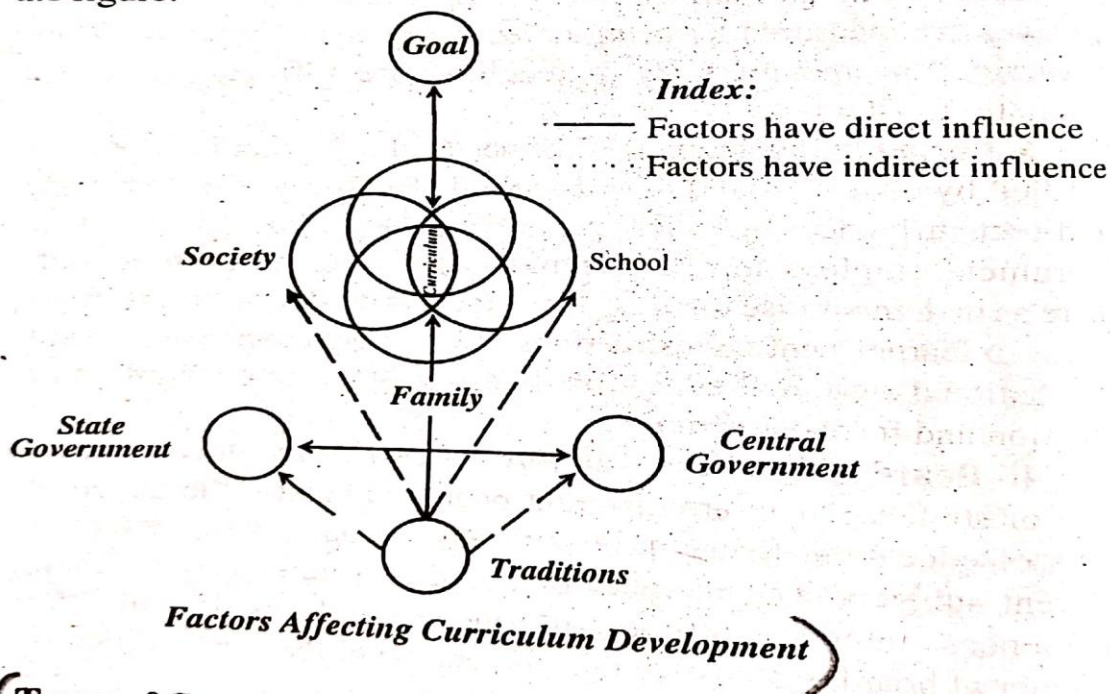 the figure.
Goal
Index:
Factors have direct influence
Factors have indirect influence
Society
Curriculum
School
Family
State
Government
Central
Government
Traditions
Factors Affecting Curriculum Development